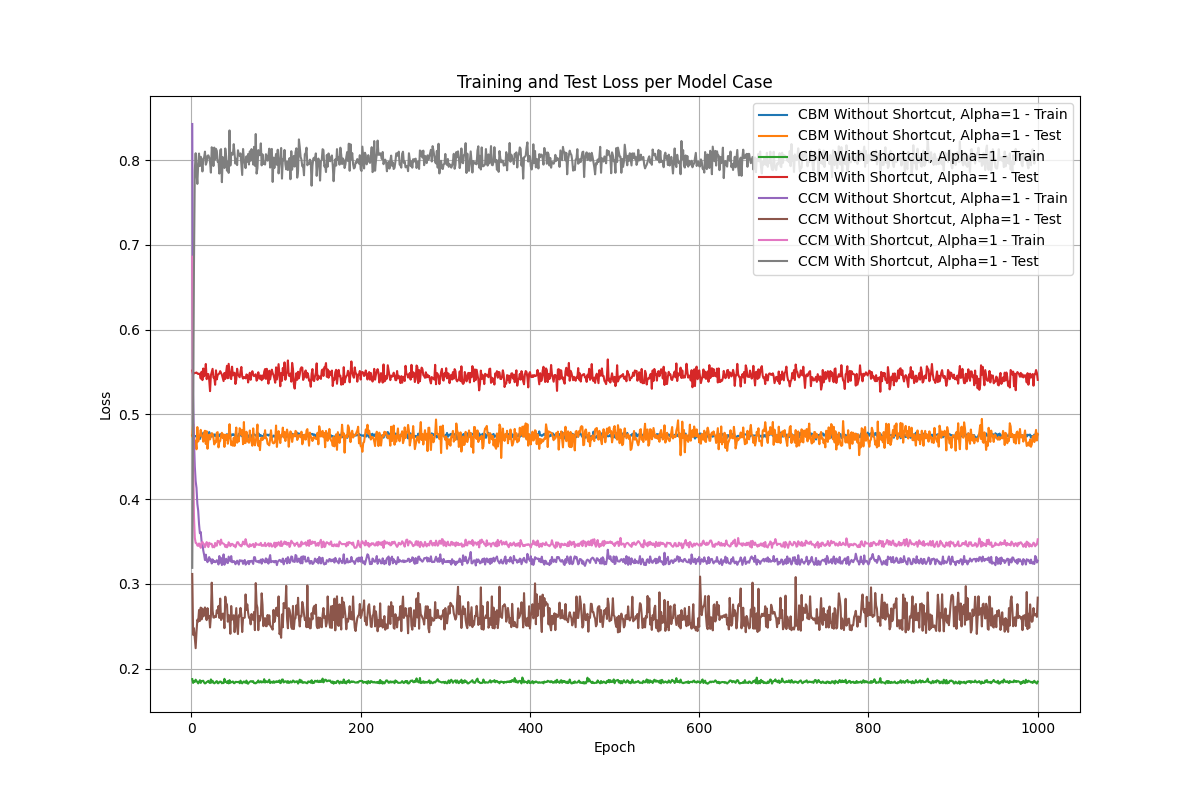 Training and Test Loss per Model Case
CBM Without Shortcut, Alpha=1 - Train
CBM Without Shortcut, Alpha=1 - Test
CBM With Shortcut, Alpha=1 - Train
CBM With Shortcut, Alpha=1 - Test
CCM Without Shortcut, Alpha=1 - Train
CCM Without Shortcut, Alpha=1 - Test
CCM With Shortcut, Alpha=1 - Train
CCM With Shortcut, Alpha=1 - Test
0.8
0.7
0.6
0.5
0.4
0.3
0.2
Loss
0 200 400 600 800 1000
Epoch